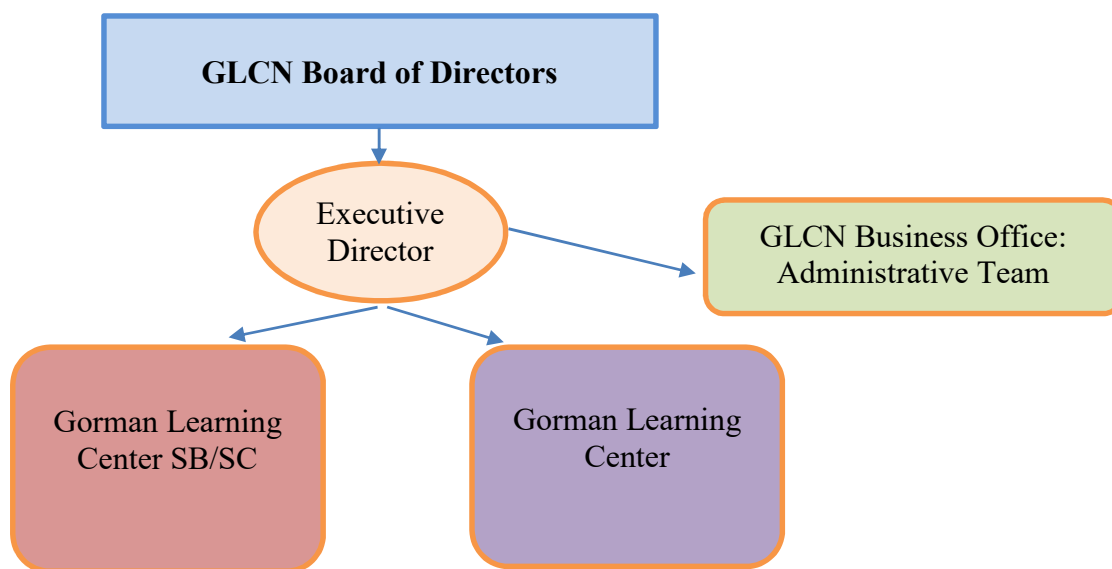 GLCN Board of Directors
Executive
Director
GLCN Business Office:
Administrative Team
Gorman Learning
Center SB/SC
Gorman Learning
Center